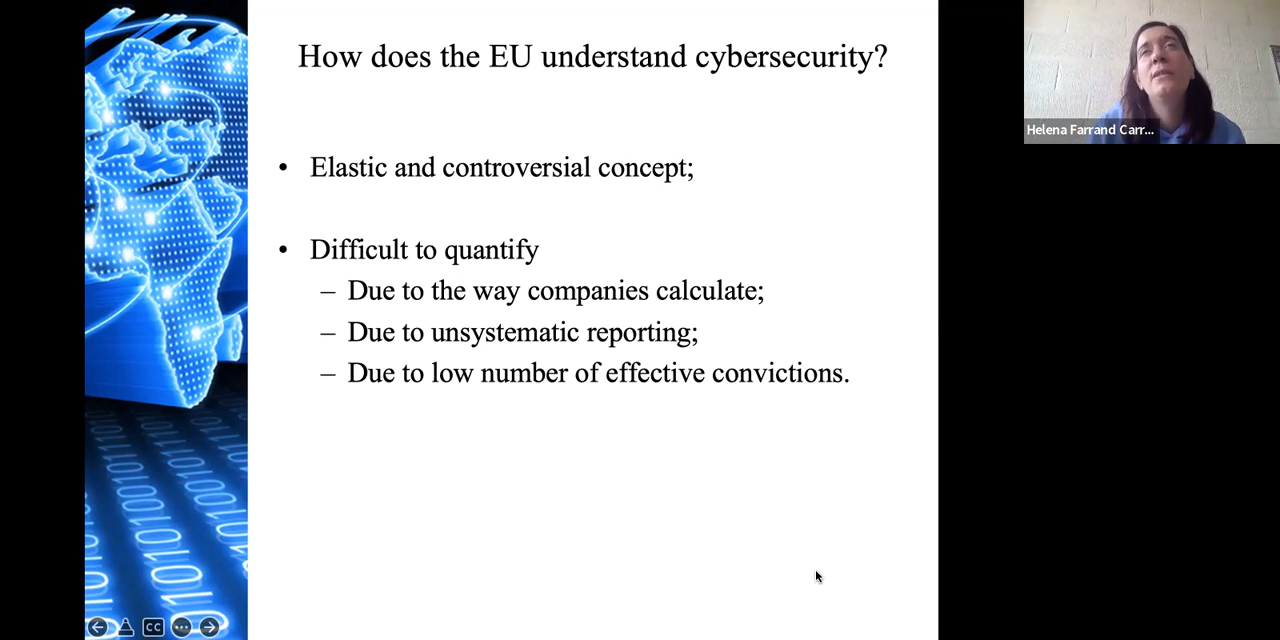 How does the EU understand cybersecurity?
Helena Farrand Carr...
• Elastic and controversial concept;
• Difficult to quantify
– Due to the way companies calculate;
– Due to unsystematic reporting;
– Due to low number of effective convictions.
CC